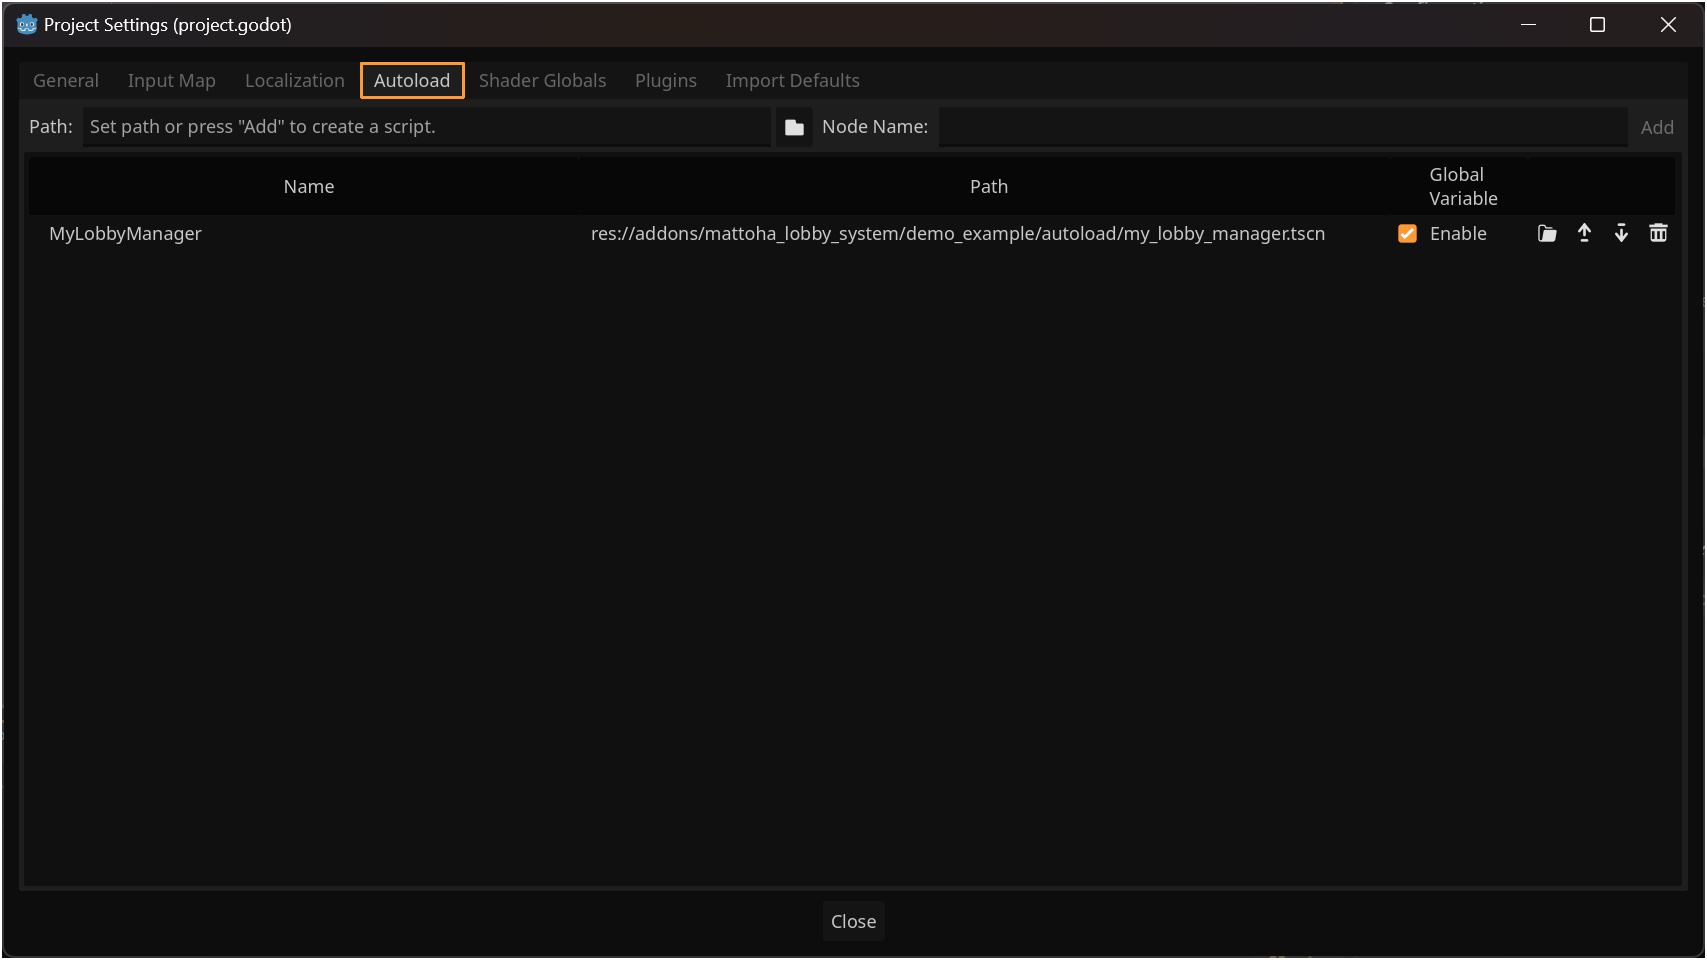 Project Settings (project.godot)
General Input Map Localization Autoload Shader Globals Plugins Import Defaults
Path: Set path or press "Add" to create a script. Node Name: Add
Name Path Global Variable
MyLobbyManager res://addons/mattoha_lobby_system/demo_example/autoload/my_lobby_manager.tscn Enable
Close